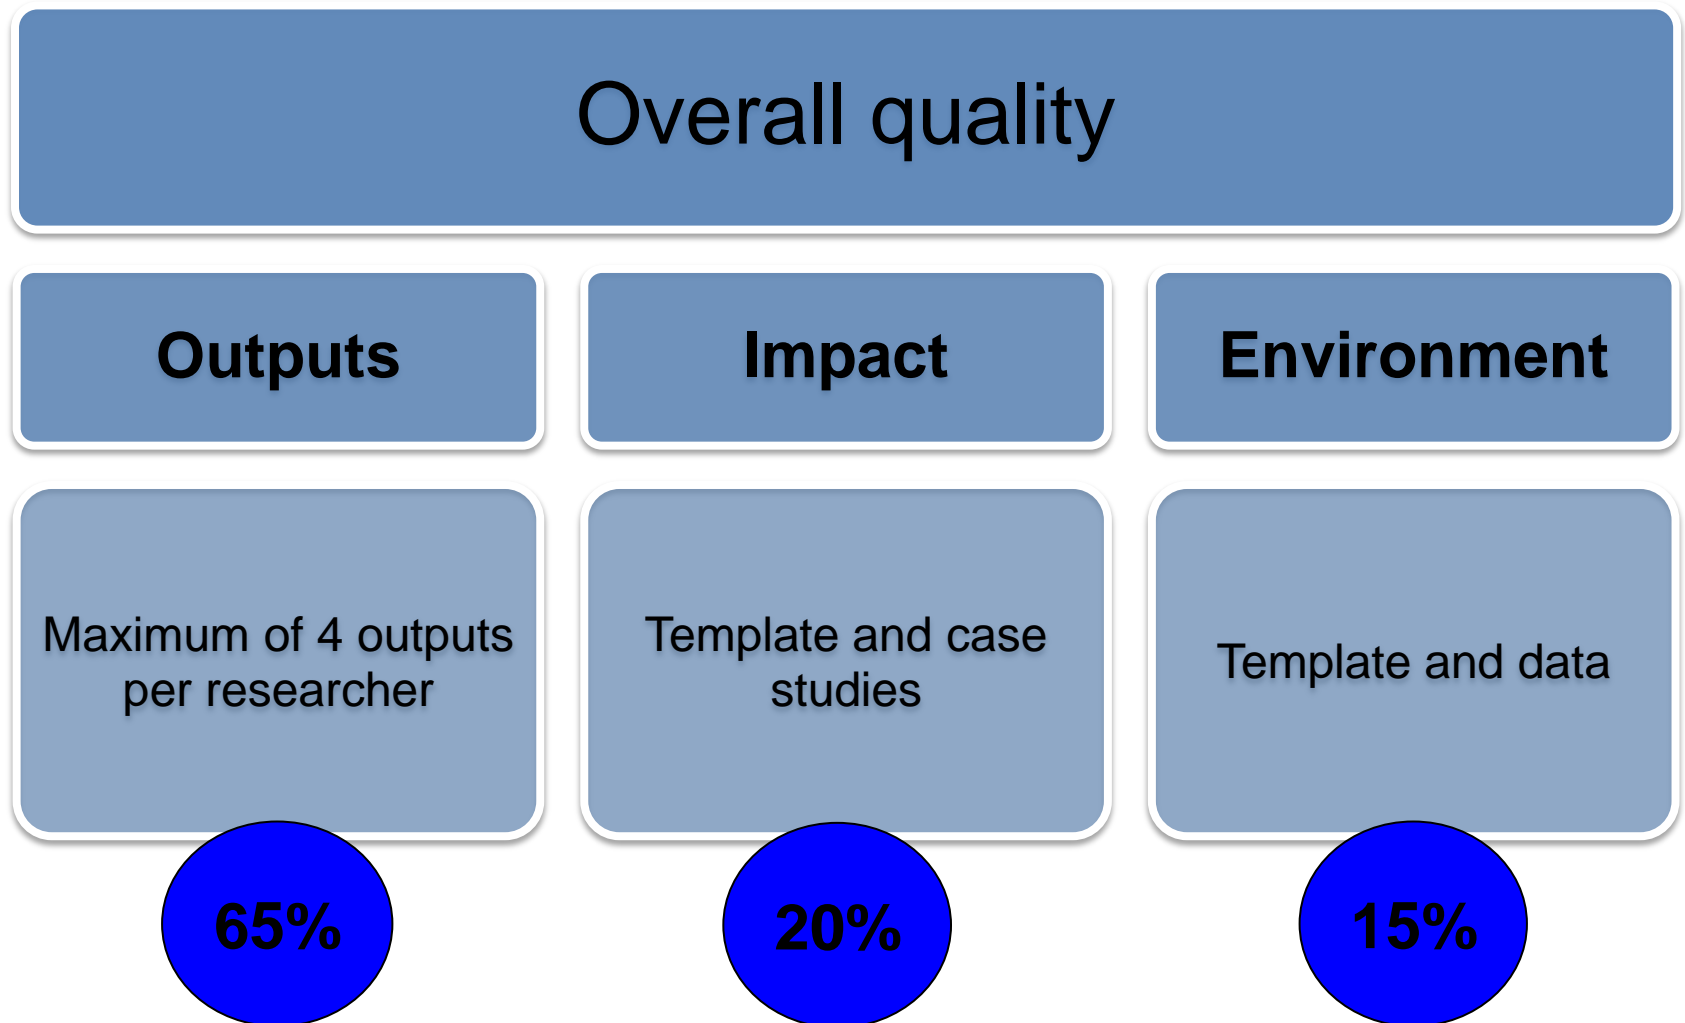 Overall quality
Outputs
Impact
Environment
Maximum of 4 outputs
per researcher
Template and case
studies
Template and data
65%
20%
15%